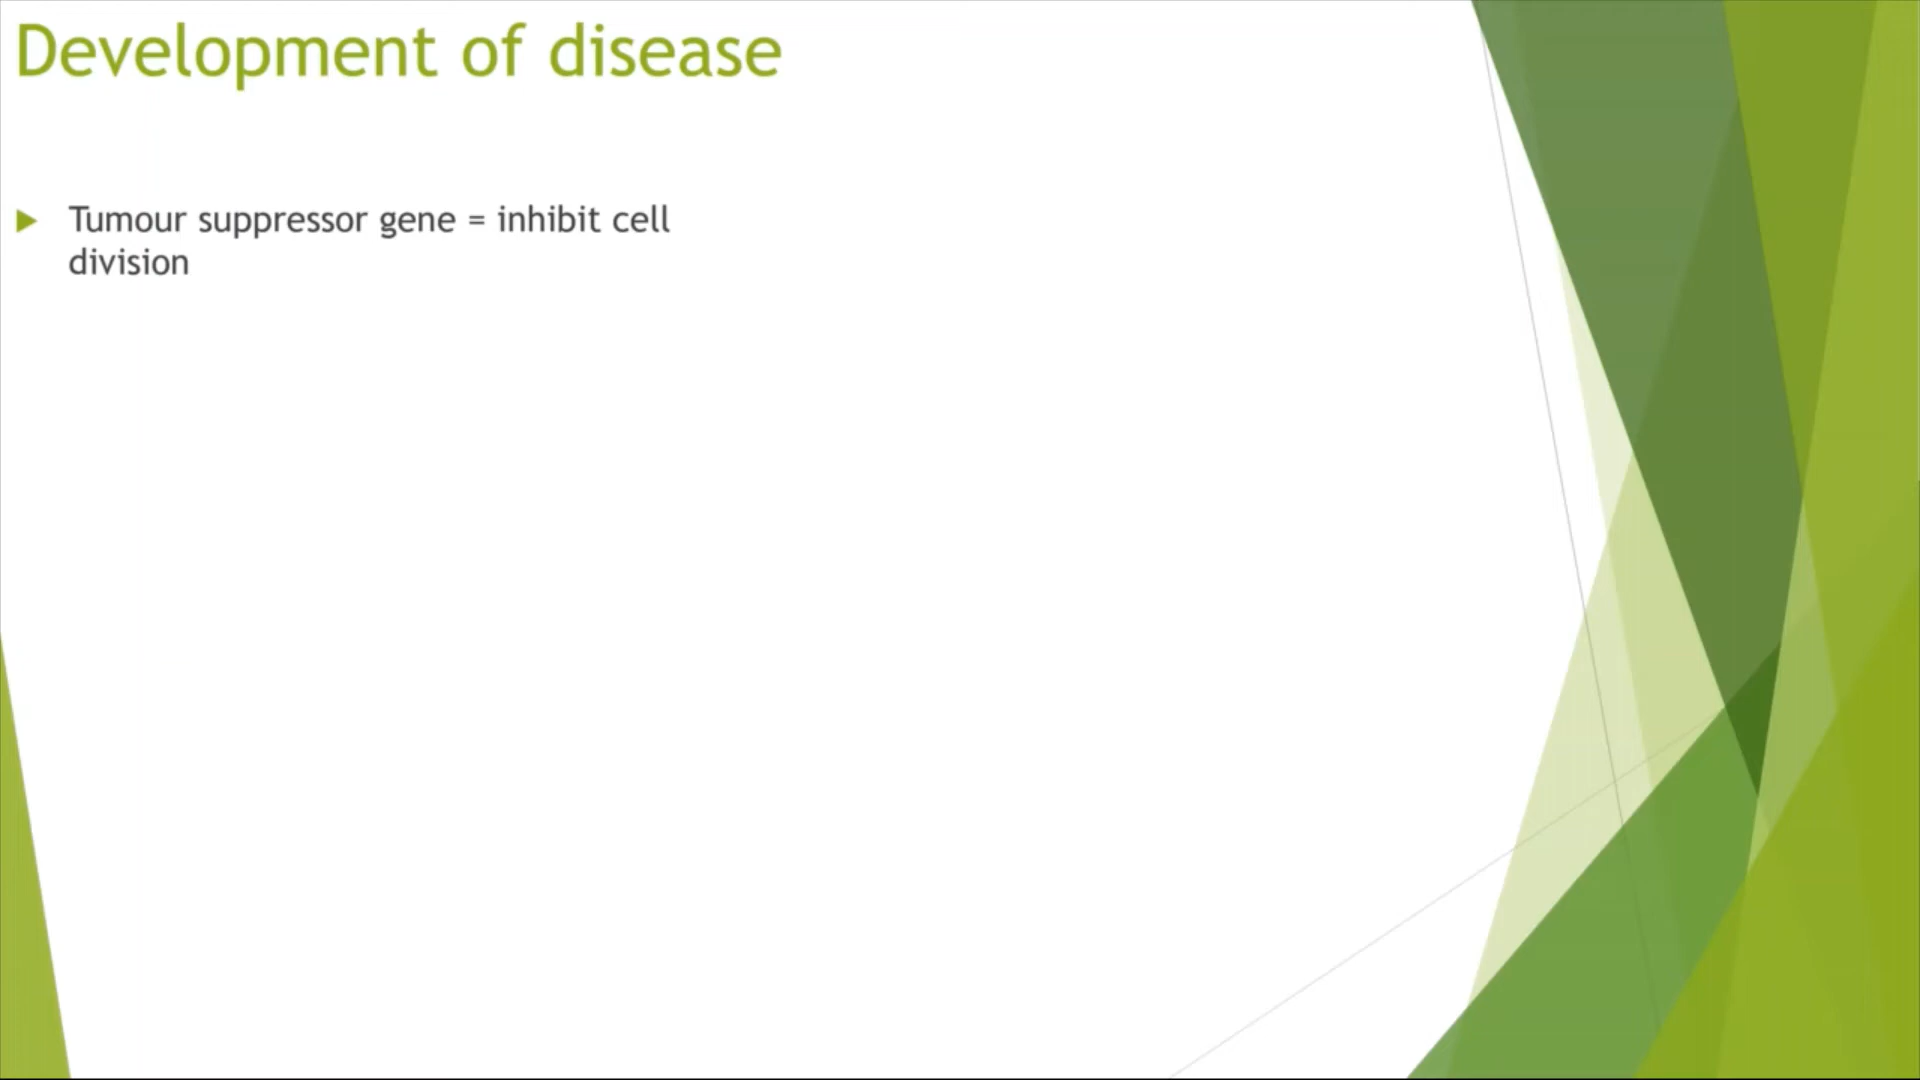 Development of disease
Tumour suppressor gene = inhibit cell
division